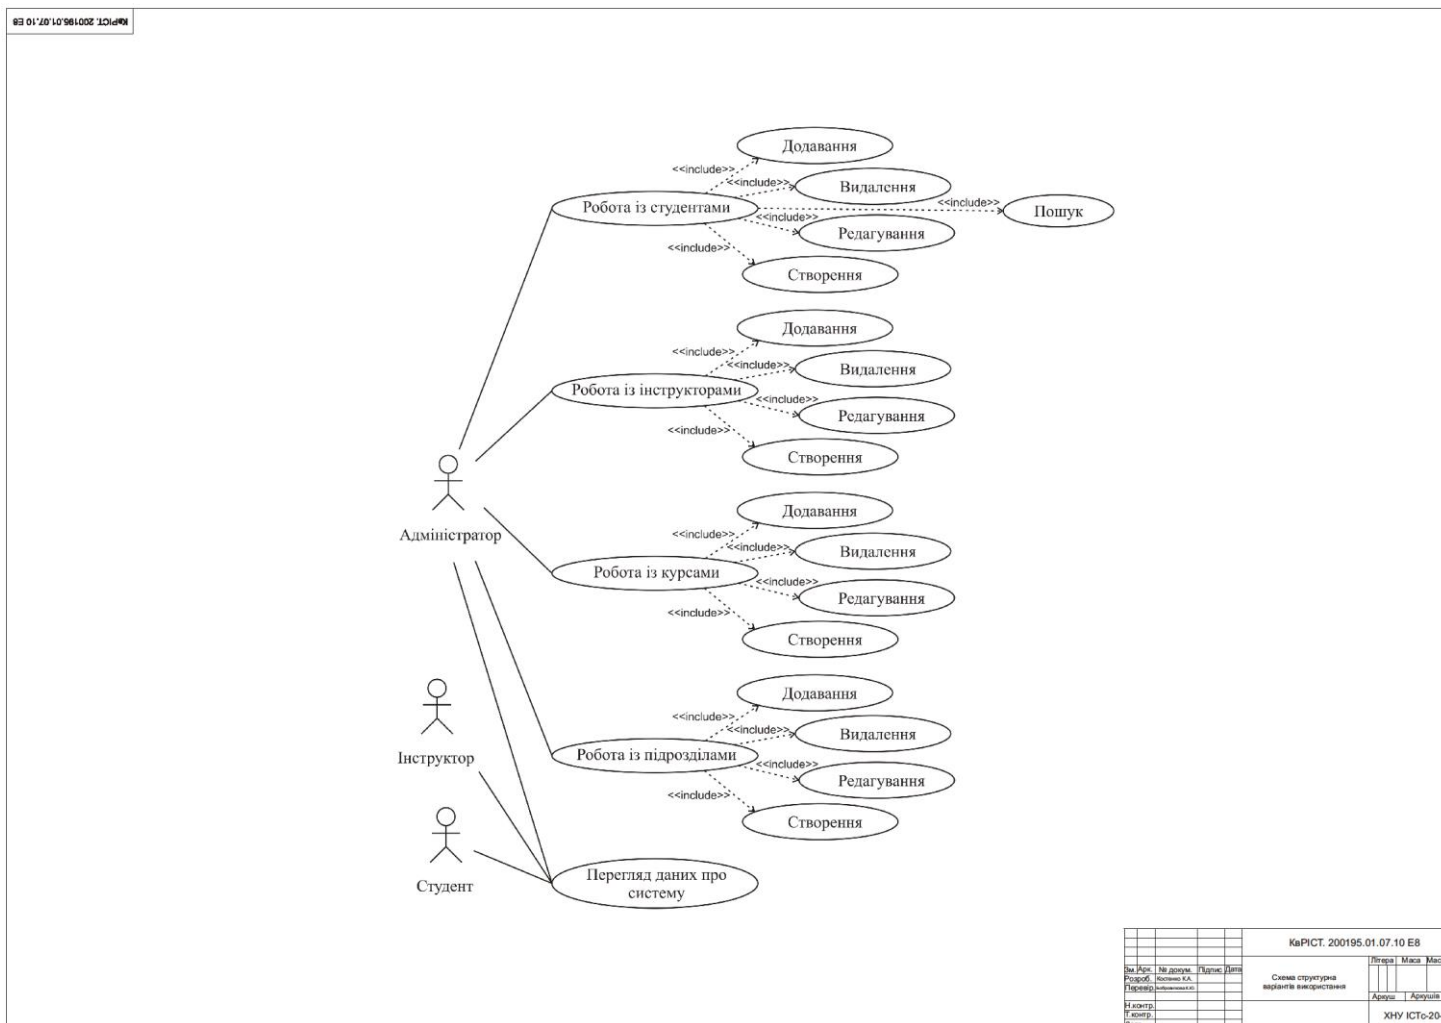 КвРІСТ. 200195.01.07.10 Е8
Додавання
<<include>>
<<include>>
Видалення
<<include>>
Робота із студентами
Пошук
<<include>>
Редагування
<<include>>
Створення
Додавання
<<include>>
<<include>>
Видалення
Робота із інструкторами
<<include>>
Редагування
<<include>>
Створення
Адміністратор
Додавання
<<include>>
<<include>>
Видалення
Робота із курсами
<<include>>
Редагування
<<include>>
Створення
Інструктор
Додавання
<<include>>
<<include>>
Видалення
Робота із підрозділами
<<include>>
Редагування
<<include>>
Створення
Студент
Перегляд даних про
систему
КвРІСТ. 200195.01.07.10 Е8
Зм. Арк. № докум. Підпис Дата
Розроб. Костенко К.А.
Перевір.
Н.контр.
Т.контр.
Схема структурна
варіантів використання
Літера Маса
Аркуш Аркушів
ХНУ ІСТс-20-